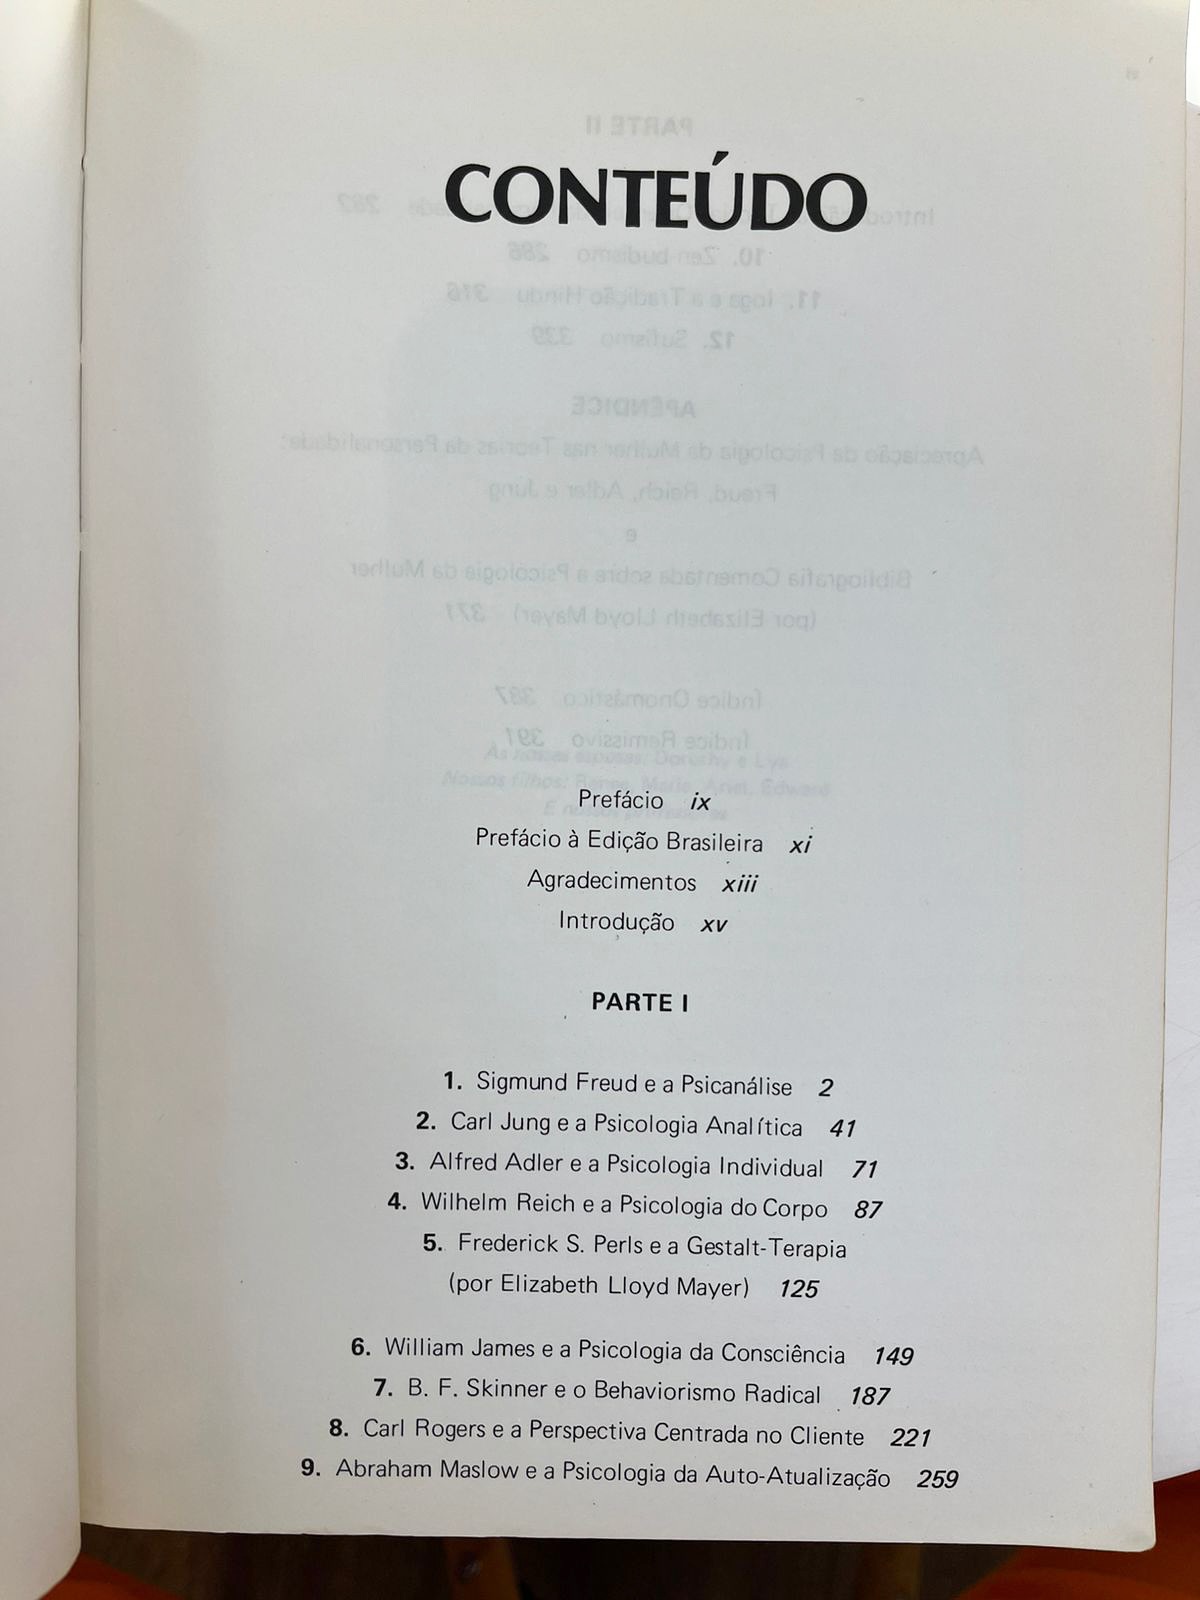 CONTEÚDO
Prefácio ix
Prefácio à Edição Brasileira xi
Agradecimentos xiii
Introdução xv
PARTE I
1. Sigmund Freud e a Psicanálise 2
2. Carl Jung e a Psicologia Analítica 41
3. Alfred Adler e a Psicologia Individual 71
4. Wilhelm Reich e a Psicologia do Corpo 87
5. Frederick S. Perls e a Gestalt-Terapia
(por Elizabeth Lloyd Mayer) 125
6. William James e a Psicologia da Consciência 149
7. B. F. Skinner e o Behaviorismo Radical 187
8. Carl Rogers e a Perspectiva Centrada no Cliente 221
9. Abraham Maslow e a Psicologia da Auto-Atualização 259